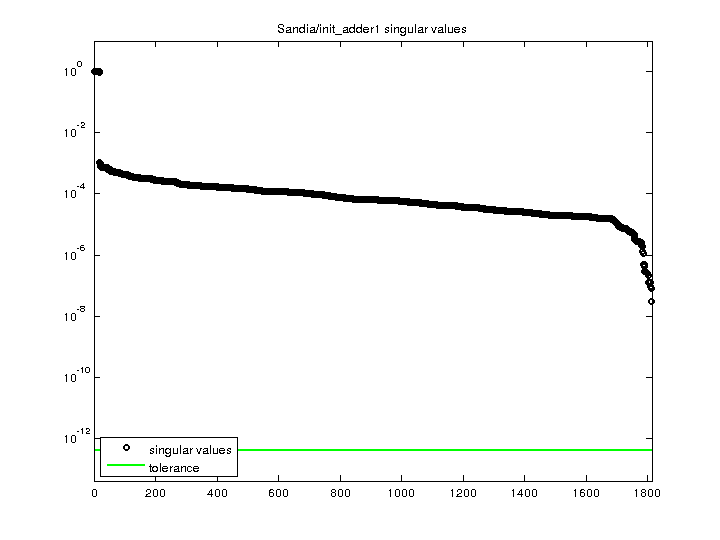 Sandia/init_adder1 singular values
10^0
10^-2
10^-4
10^-6
10^-8
10^-10
10^-12
singular values
tolerance
0 200 400 600 800 1000 1200 1400 1600 1800